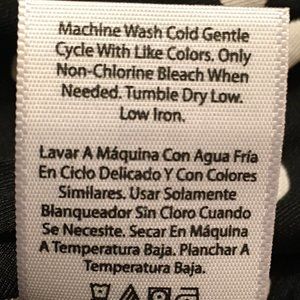 Machine Wash Cold Gentle
Cycle With Like Colors. Only
Non-Chlorine Bleach When
Needed. Tumble Dry Low.
Low Iron.
Lavar A Máquina Con Agua Fría
En Ciclo Delicado Y Con Colores
Similares. Usar Solamente
Blanqueador Sin Cloro Cuando
Se Necesite. Secar En Máquina
A Temperatura Baja. Planchar A
Temperatura Baja.